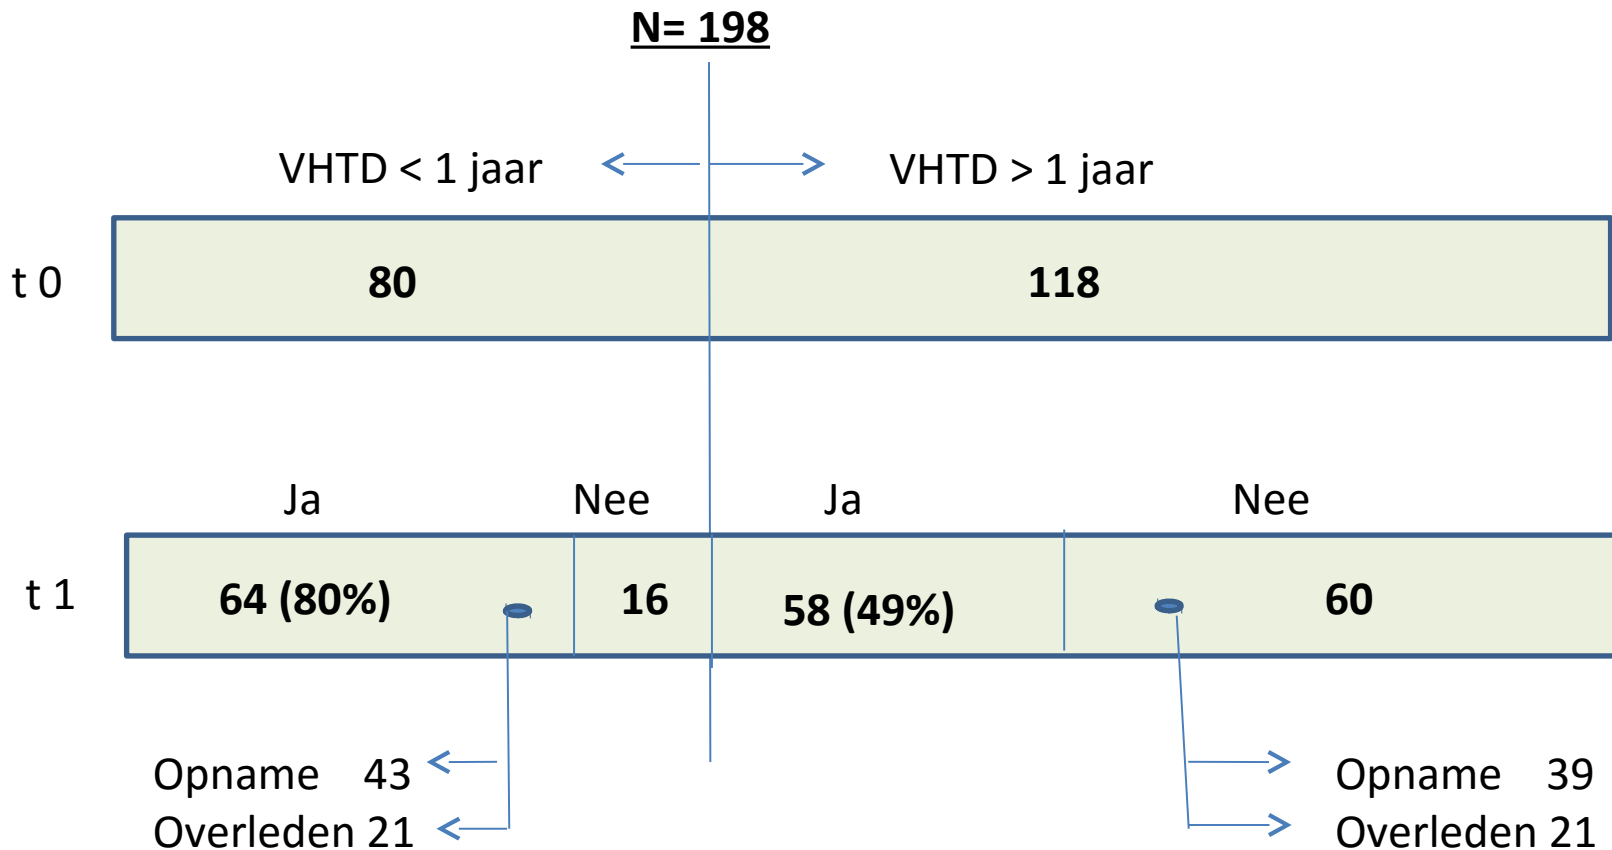 N= 198
VHTD < 1 jaar
VHTD > 1 jaar
t 0
80
118
Ja
Nee
Ja
Nee
t 1
64 (80%)
16
58 (49%)
60
Opname 43
Overleden 21
Opname 39
Overleden 21